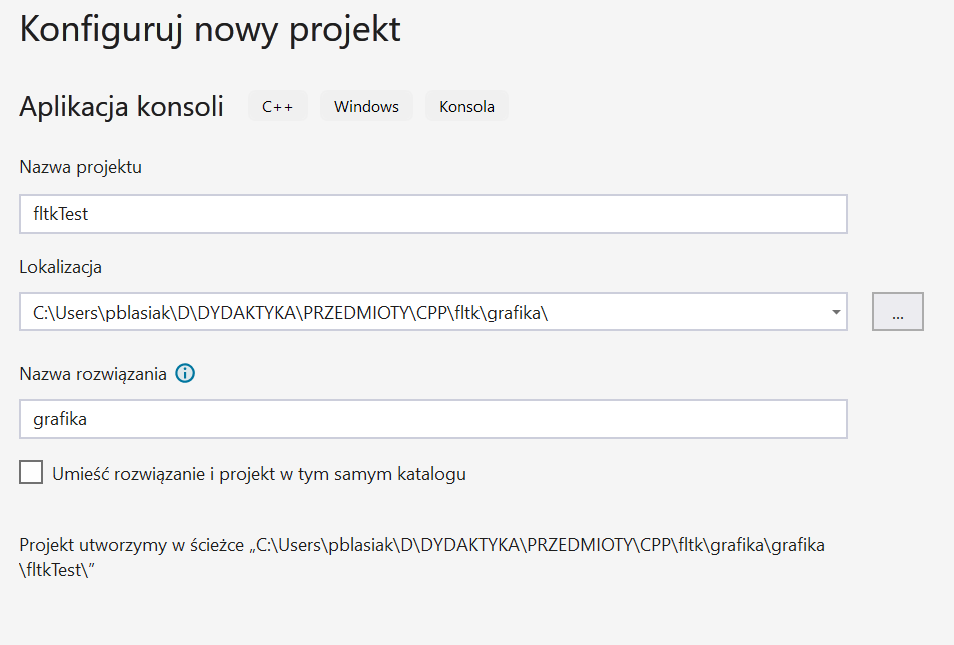 Konfiguruj nowy projekt
Aplikacja konsoli C++ Windows Konsola
Nazwa projektu
fltkTest
Lokalizacja
C:\Users\pblasiak\D\DYDAKTYKA\PRZEDMIOTY\CPP\fltk\grafika\
...
Nazwa rozwiązania
grafika
Umieść rozwiązanie i projekt w tym samym katalogu
Projekt utworzymy w ścieżce „C:\Users\pblasiak\D\DYDAKTYKA\PRZEDMIOTY\CPP\fltk\grafika\grafika
\fltkTest\”